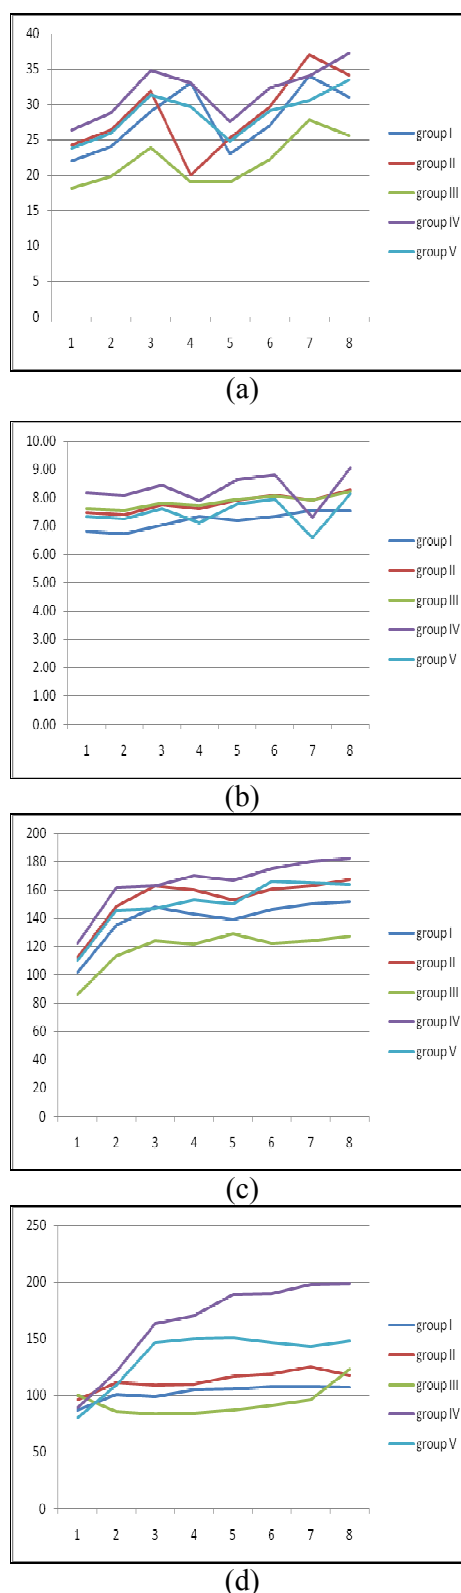 40
35
30
25
20
15
10
5
0
1 2 3 4 5 6 7 8
group I
group II
group III
group IV
group V
(a)
10.00
9.00
8.00
7.00
6.00
5.00
4.00
3.00
2.00
1.00
0.00
1 2 3 4 5 6 7 8
group I
group II
group III
group IV
group V
(b)
200
180
160
140
120
100
80
60
40
20
0
1 2 3 4 5 6 7 8
group I
group II
group III
group IV
group V
(c)
250
200
150
100
50
0
1 2 3 4 5 6 7 8
group I
group II
group III
group IV
group V
(d)